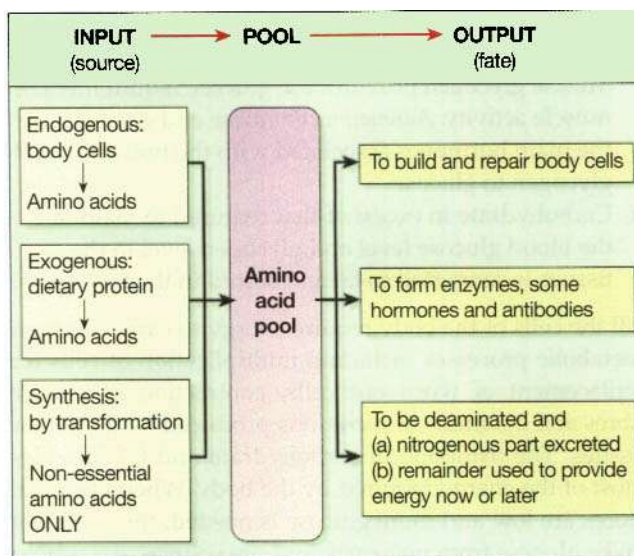 INPUT
(source)
POOL
OUTPUT
(fate)
Endogenous:
body cells
Amino acids
Exogenous:
dietary protein
Amino acids
Synthesis:
by transformation
Non-essential
amino acids
ONLY
Amino
acid
pool
To build and repair body cells
To form enzymes, some
hormones and antibodies
To be deaminated and
(a) nitrogenous part excreted
(b) remainder used to provide
energy now or later